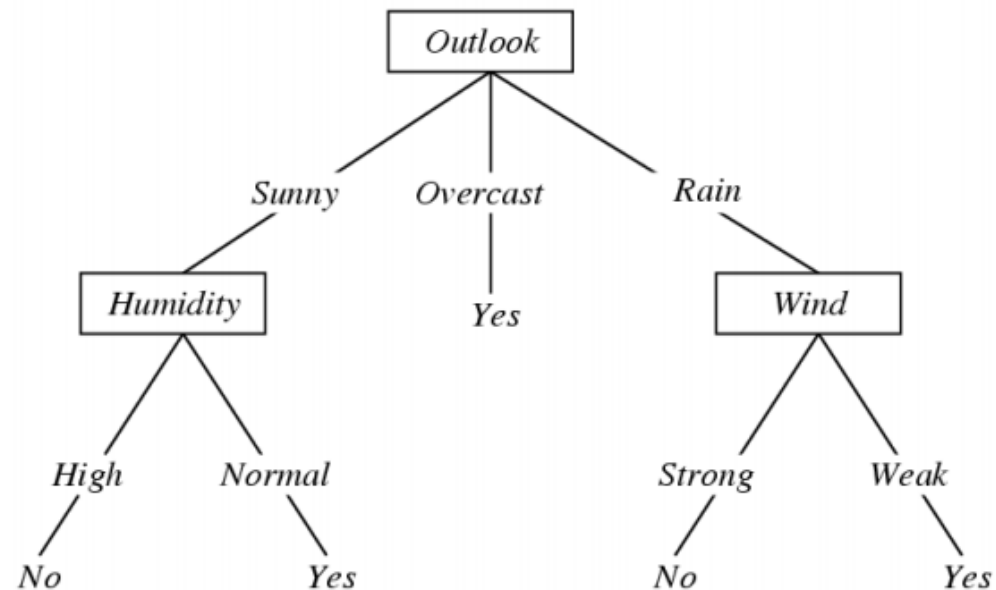 Outlook
Sunny Overcast Rain
Humidity Yes Wind
High Normal Strong Weak
No Yes No Yes